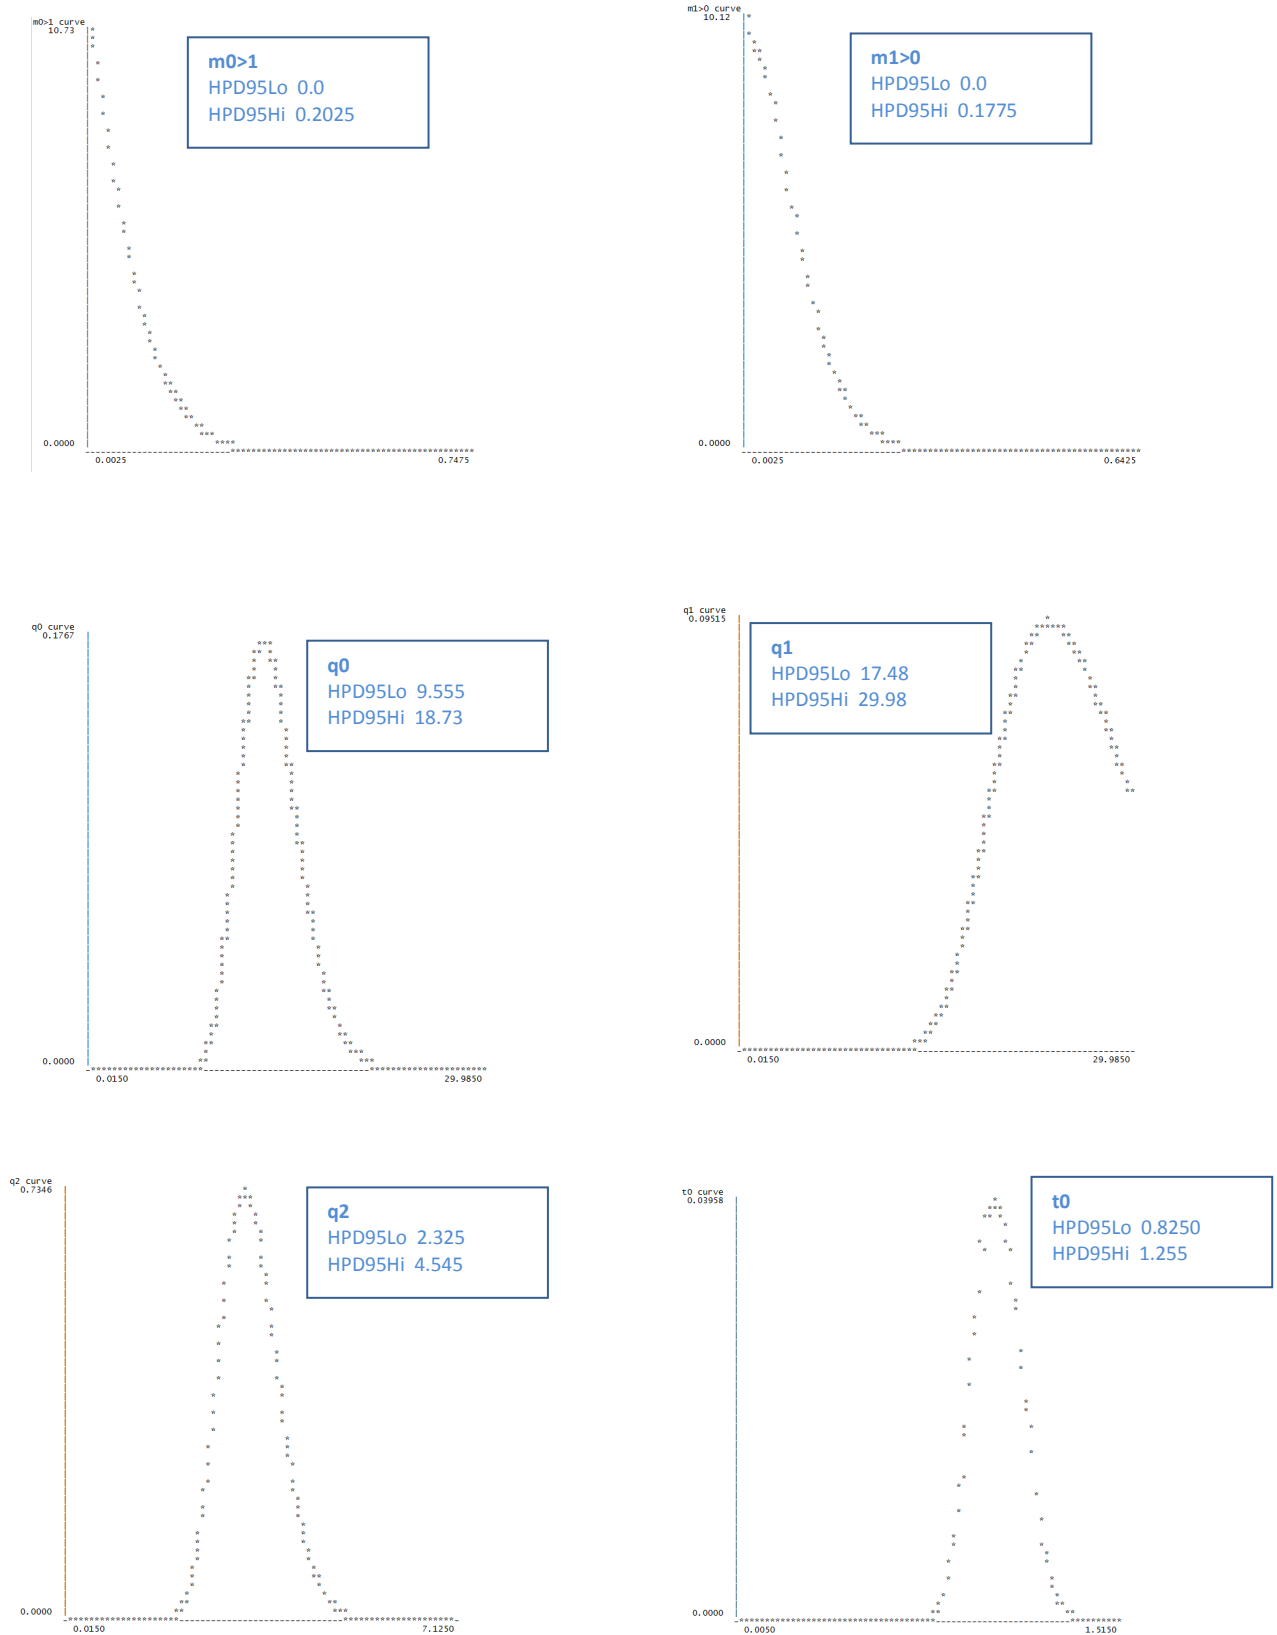 m0>1 curve
10.73
m0>1
HPD95Lo 0.0
HPD95Hi 0.2025
0.0000
0.0025 0.7475
m1>0 curve
10.12
m1>0
HPD95Lo 0.0
HPD95Hi 0.1775
0.0000
0.0025 0.6425
q0 curve
0.1767
q0
HPD95Lo 9.555
HPD95Hi 18.73
0.0000
0.0150 29.9850
q1 curve
0.09515
q1
HPD95Lo 17.48
HPD95Hi 29.98
0.0000
0.0150 29.9850
q2 curve
0.7346
q2
HPD95Lo 2.325
HPD95Hi 4.545
0.0000
0.0150 7.1250
t0 curve
0.03958
t0
HPD95Lo 0.8250
HPD95Hi 1.255
0.0000
0.0050 1.5150